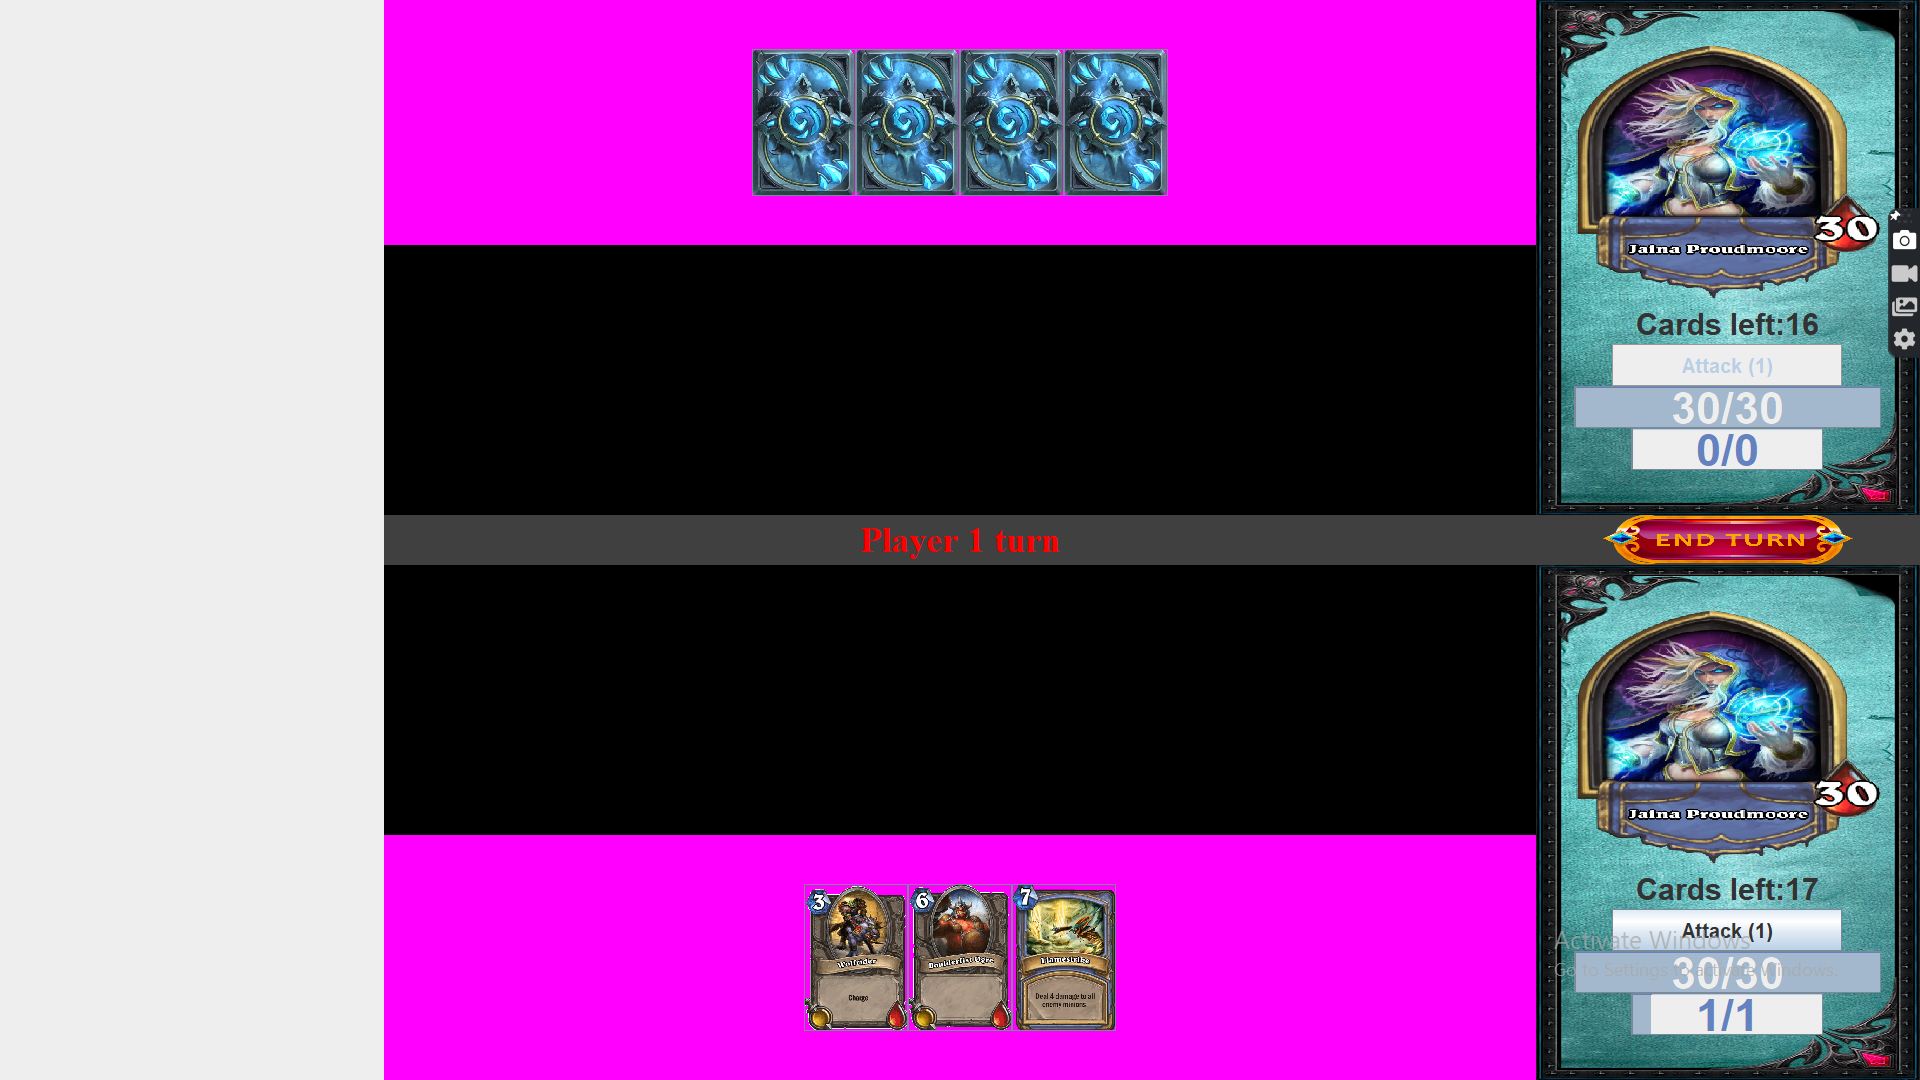 30
Jaina Proudmoore
Cards left:16
Attack (1)
30/30
0/0
Player 1 turn
END TURN
30
Jaina Proudmoore
Cards left:17
Attack (1)
Activate Windows
Go to Settings to activate Windows.
30/30
1/1
3
Wolfrider
Charge
6
Boulderfist Ogre
7
Flamestrike
Deal 4 damage to all
enemy minions.